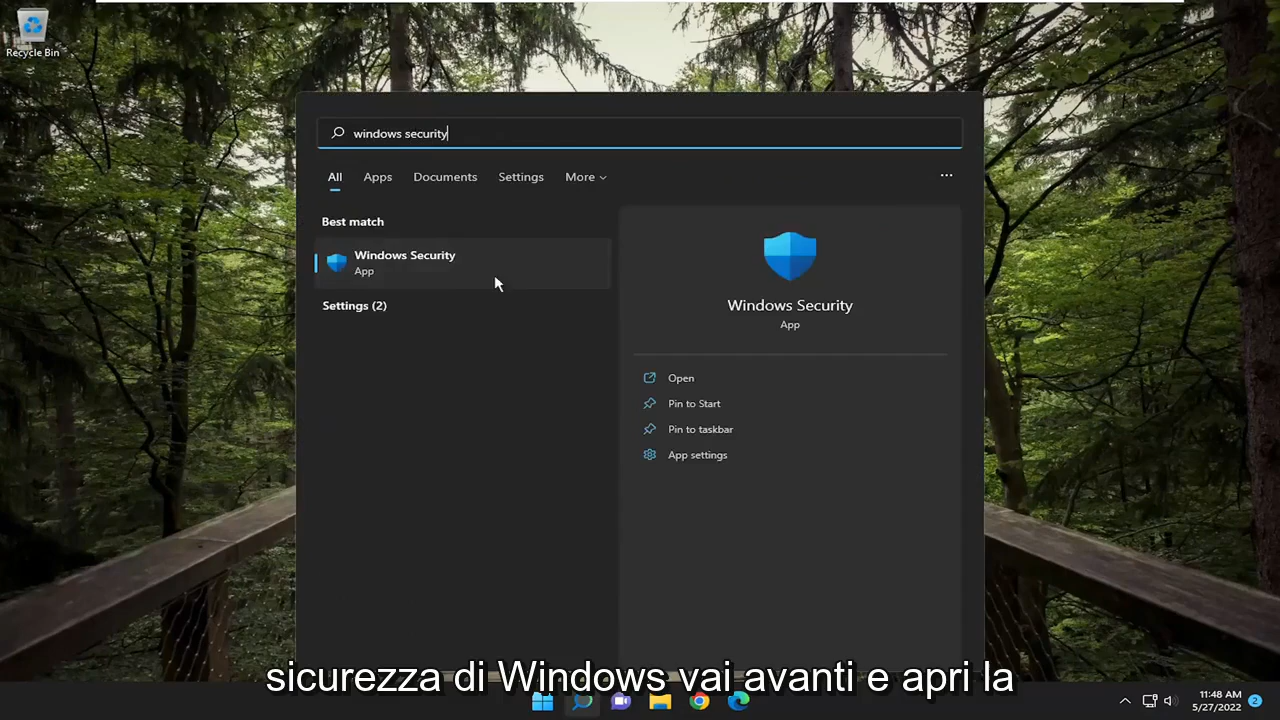 Recycle Bin
windows security
All
Apps
Documents
Settings
More
Best match
Windows Security
App
Settings (2)
Windows Security
App
Open
Pin to Start
Pin to taskbar
App settings
sicurezza di Windows vai avanti e apri la
11:48 AM
5/27/2022
2